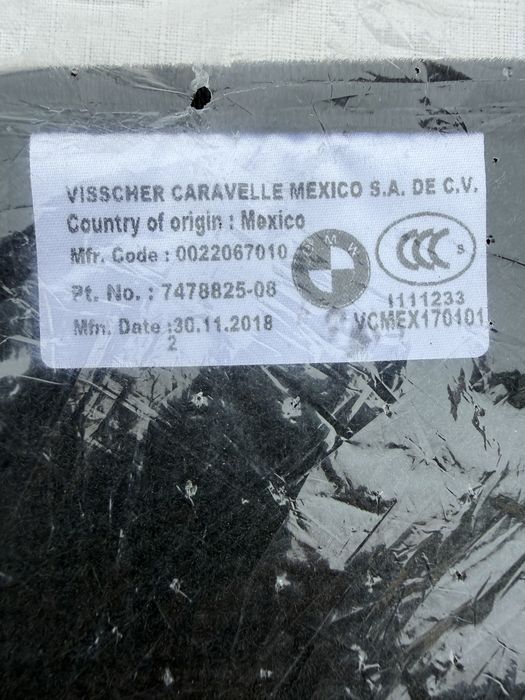 VISSCHER CARAVELLE MEXICO S.A. DE C.V.
Country of origin : Mexico
Mfr. Code : 0022067010
BMW
CCC S
Pt. No. : 7478825-08
1111233
Mfn. Date :30.11.2018
VCMEX170101
2